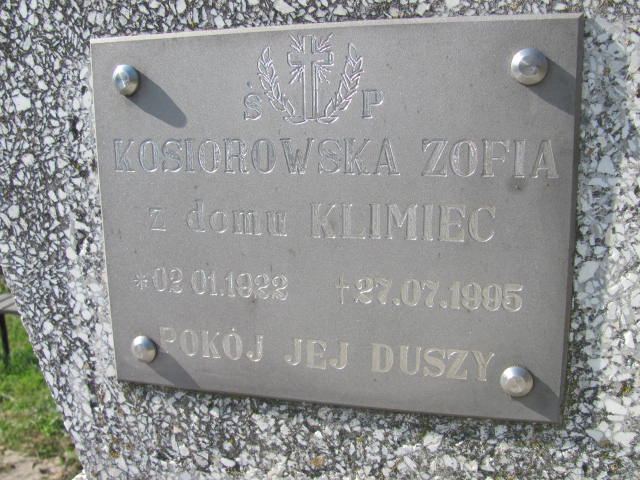 Ś P
KOSIOROWSKA ZOFIA
z domu KLIMIEC
*02.01.1922 †27.07.1995
POKÓJ JEJ DUSZY